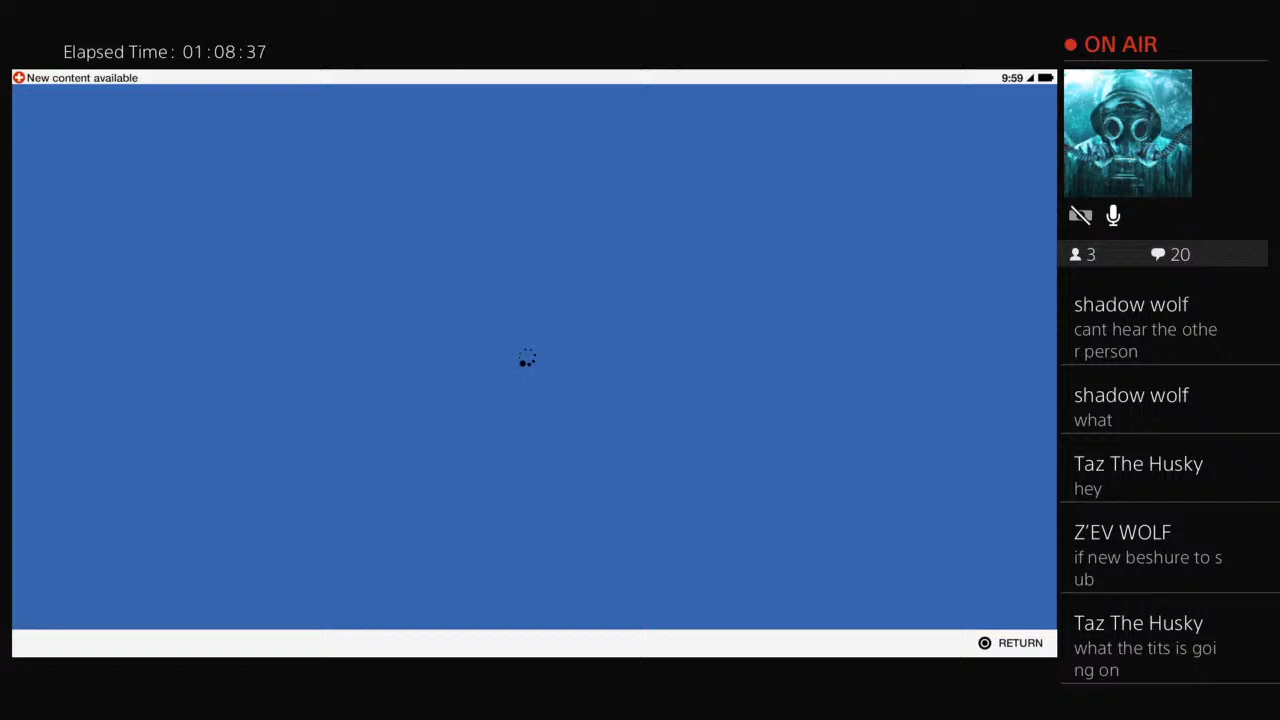 Elapsed Time: 01:08:37
ON AIR
New content available
9:59
3
20
shadow wolf
cant hear the othe
r person
shadow wolf
what
Taz The Husky
hey
Z'EV WOLF
if new beshure to s
ub
Taz The Husky
what the tits is goi
ng on
RETURN